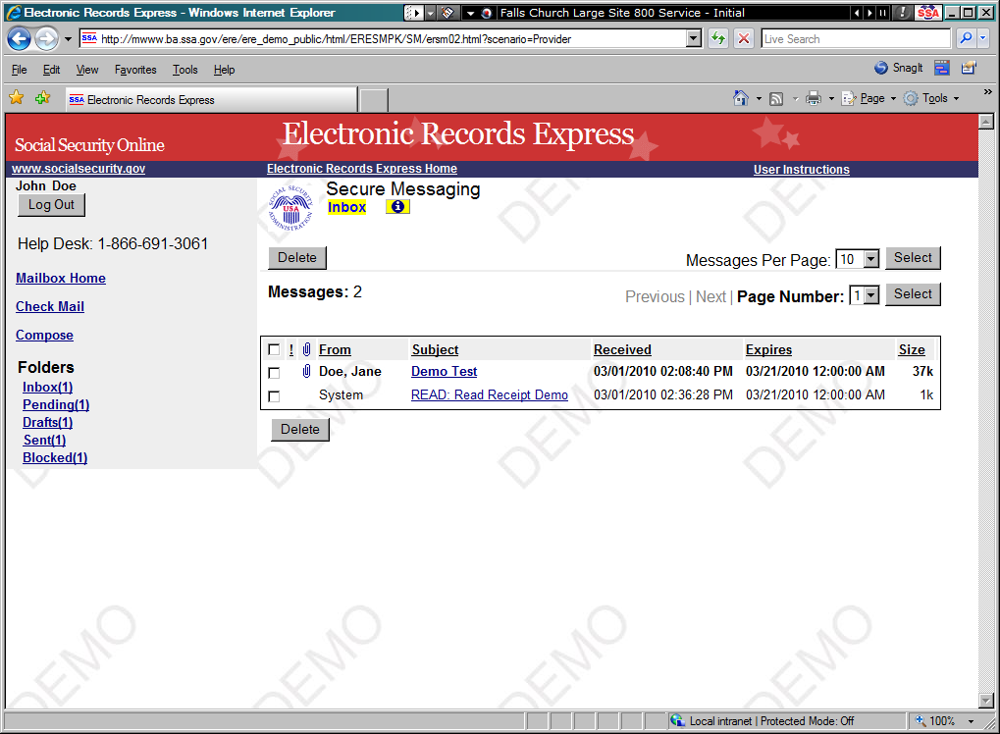 Electronic Records Express - Windows Internet Explorer
Falls Church Large Site 800 Service - Initial
SSA
SSA http://mwww.ba.ssa.gov/ere/ere_demo_public/html/ERESMPK/SM/ersm02.html?scenario=Provider
Live Search
File Edit View Favorites Tools Help
SnagIt
SSA Electronic Records Express
Page Tools »
Social Security Online
Electronic Records Express
www.socialsecurity.gov
Electronic Records Express Home
User Instructions
John Doe
Log Out
Help Desk: 1-866-691-3061
Mailbox Home
Check Mail
Compose
Folders
Inbox(1)
Pending(1)
Drafts(1)
Sent(1)
Blocked(1)
SOCIAL SECURITY ADMINISTRATION
USA
Secure Messaging
Inbox
Delete
Messages Per Page: 10 Select
Messages: 2
Previous | Next | Page Number: 1 Select
! From Subject Received Expires Size
Doe, Jane Demo Test 03/01/2010 02:08:40 PM 03/21/2010 12:00:00 AM 37k
System READ: Read Receipt Demo 03/01/2010 02:36:28 PM 03/21/2010 12:00:00 AM 1k
Delete
DEMO DEMO
DEMO DEMO DEMO DEMO
DEMO DEMO DEMO DEMO
Local intranet | Protected Mode: Off
100%